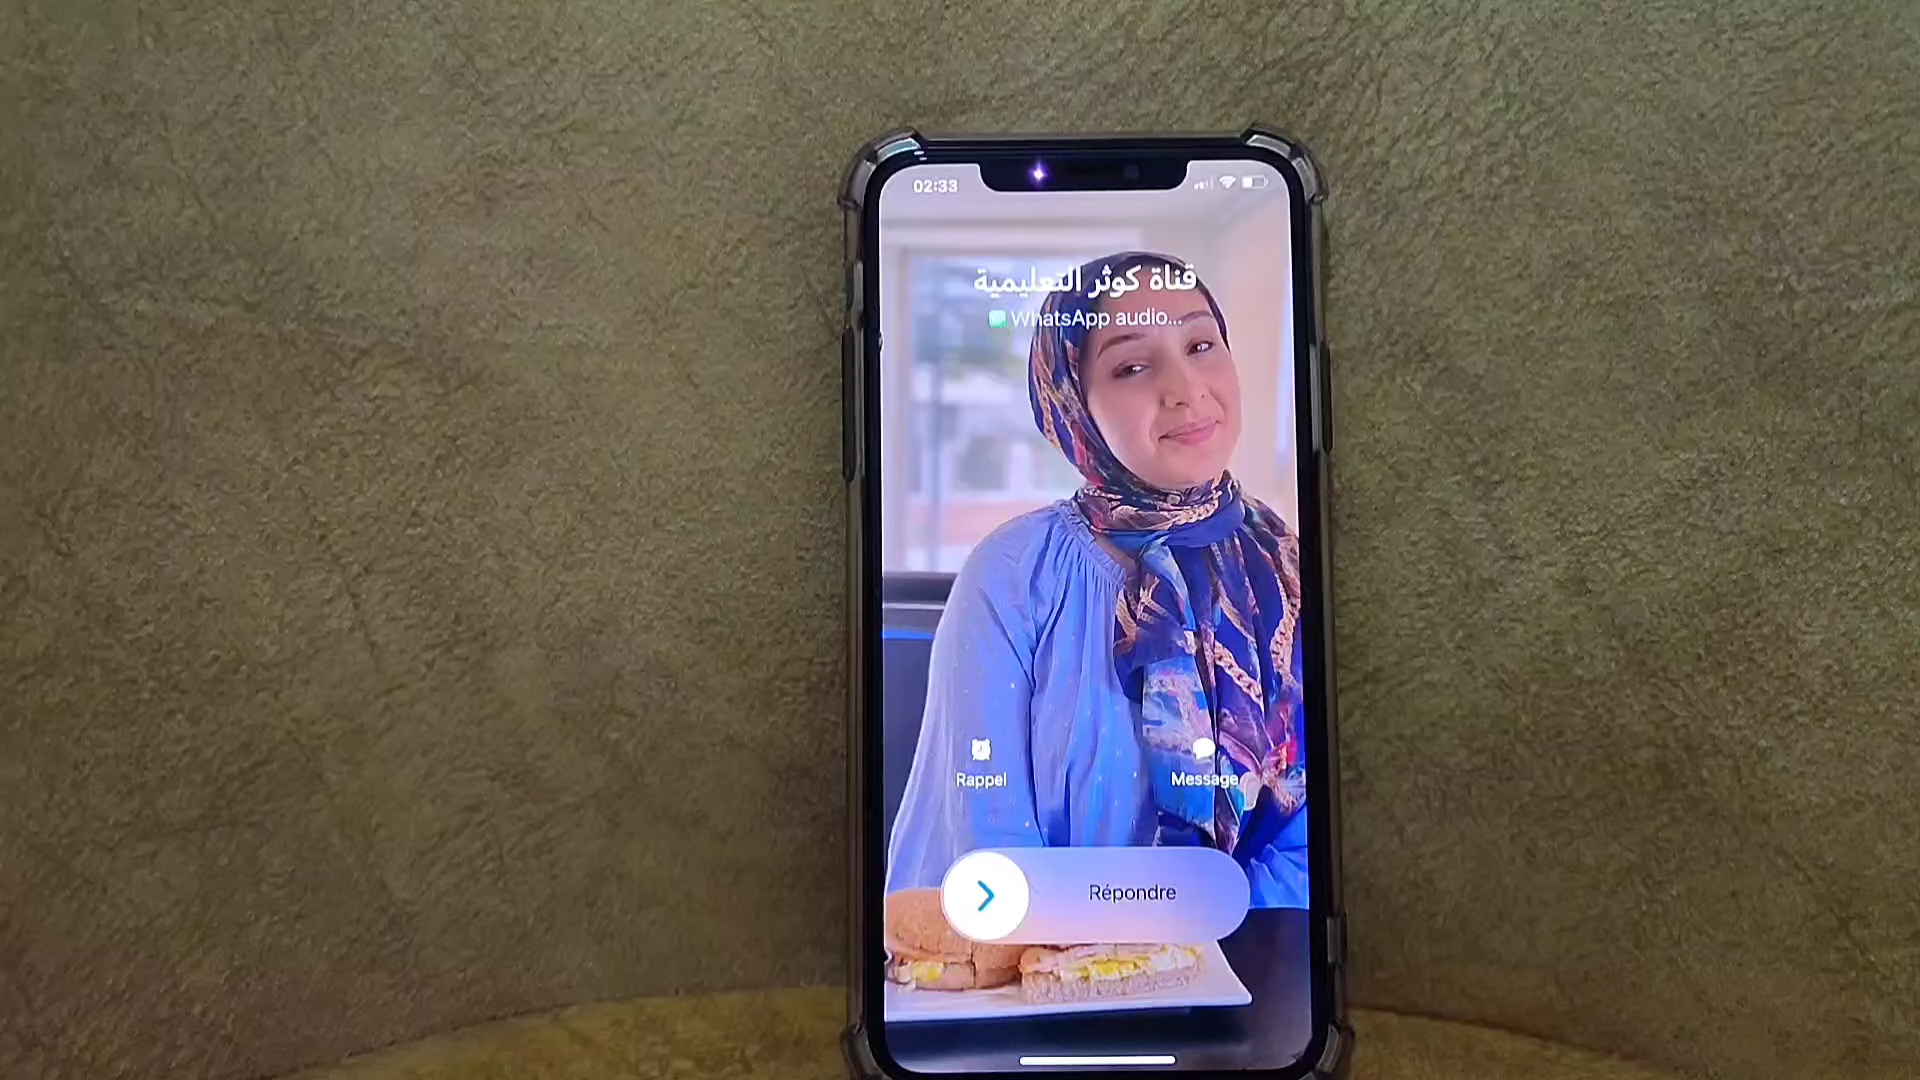 02:33
قناة كوثر التعليمية
WhatsApp audio...
Rappel
Message
Répondre